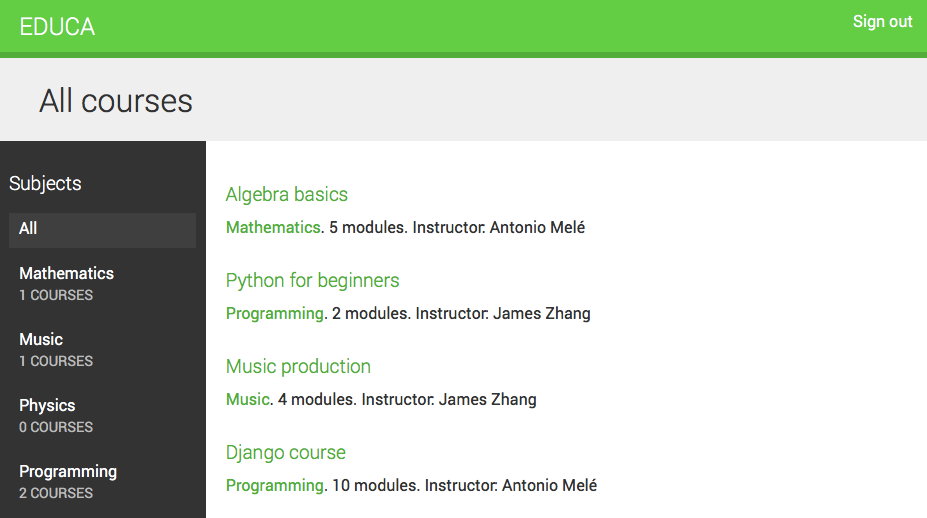 EDUCA
Sign out
All courses
Subjects
All
Mathematics
1 COURSES
Music
1 COURSES
Physics
0 COURSES
Programming
2 COURSES
Algebra basics
Mathematics. 5 modules. Instructor: Antonio Melé
Python for beginners
Programming. 2 modules. Instructor: James Zhang
Music production
Music. 4 modules. Instructor: James Zhang
Django course
Programming. 10 modules. Instructor: Antonio Melé